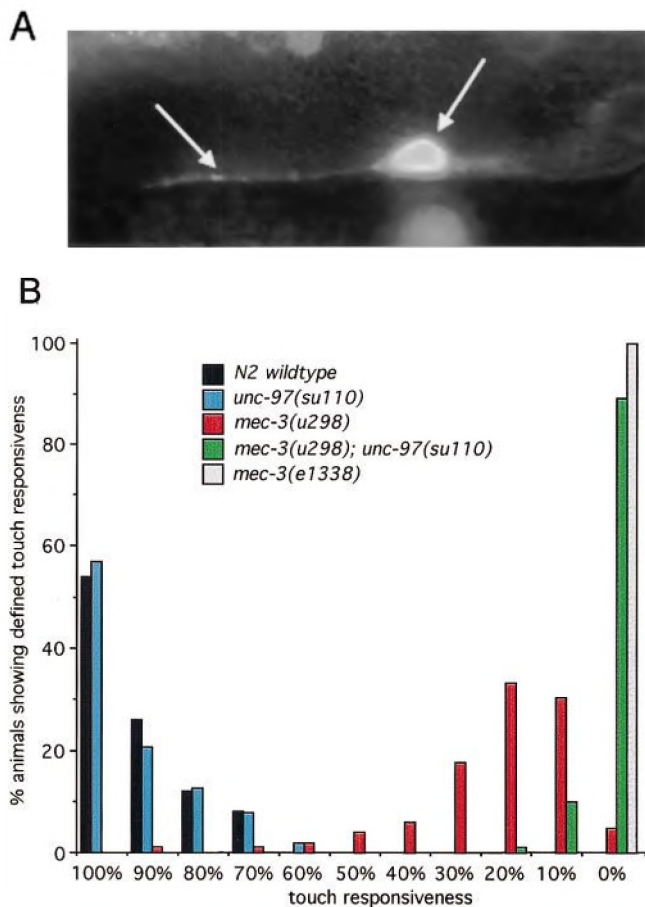 A
B
% animals showing defined touch responsivenss
100
80
60
40
20
0
N2 wildtype
unc-97(su110)
mec-3(u298)
mec-3(u298); unc-97(su110)
mec-3(e1338)
100% 90% 80% 70% 60% 50% 40% 30% 20% 10% 0%
touch responsiveness